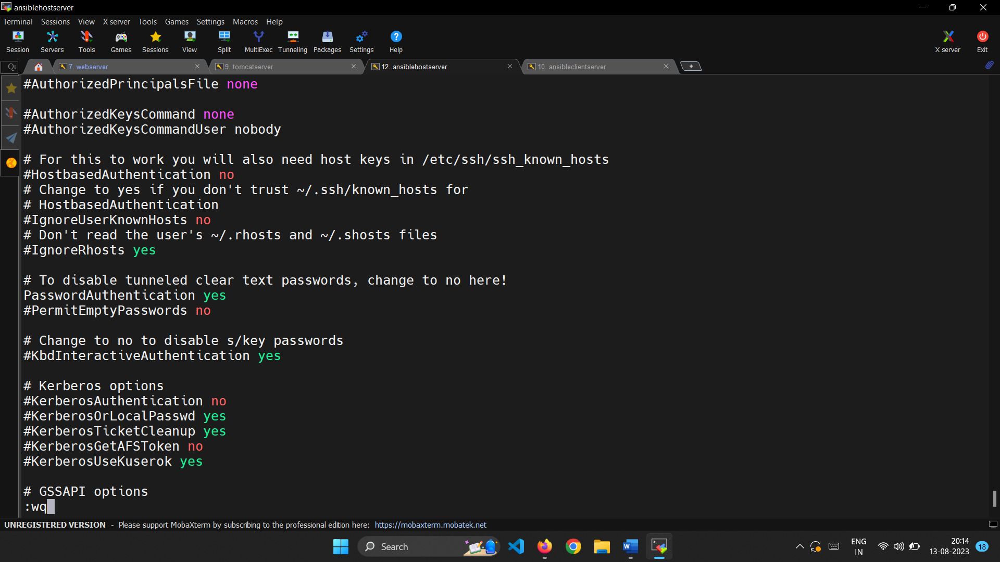 ansiblehostserver
Terminal Sessions View X server Tools Games Settings Macros Help
Session Servers Tools Games Sessions View Split MultiExec Tunneling Packages Settings Help X server Exit
Qu 7. webserver 9. tomcatserver 12. ansiblehostserver 10. ansibleclientserver
#AuthorizedPrincipalsFile none
#AuthorizedKeysCommand none
#AuthorizedKeysCommandUser nobody
# For this to work you will also need host keys in /etc/ssh/ssh_known_hosts
#HostbasedAuthentication no
# Change to yes if you don't trust ~/.ssh/known_hosts for
# HostbasedAuthentication
#IgnoreUserKnownHosts no
# Don't read the user's ~/.rhosts and ~/.shosts files
#IgnoreRhosts yes
# To disable tunneled clear text passwords, change to no here!
PasswordAuthentication yes
#PermitEmptyPasswords no
# Change to no to disable s/key passwords
#KbdInteractiveAuthentication yes
# Kerberos options
#KerberosAuthentication no
#KerberosOrLocalPasswd yes
#KerberosTicketCleanup yes
#KerberosGetAFSToken no
#KerberosUseKuserok yes
# GSSAPI options
:wq
UNREGISTERED VERSION - Please support MobaXterm by subscribing to the professional edition here: https://mobaxterm.mobatek.net
Search
ENG
IN
20:14
13-08-2023
18